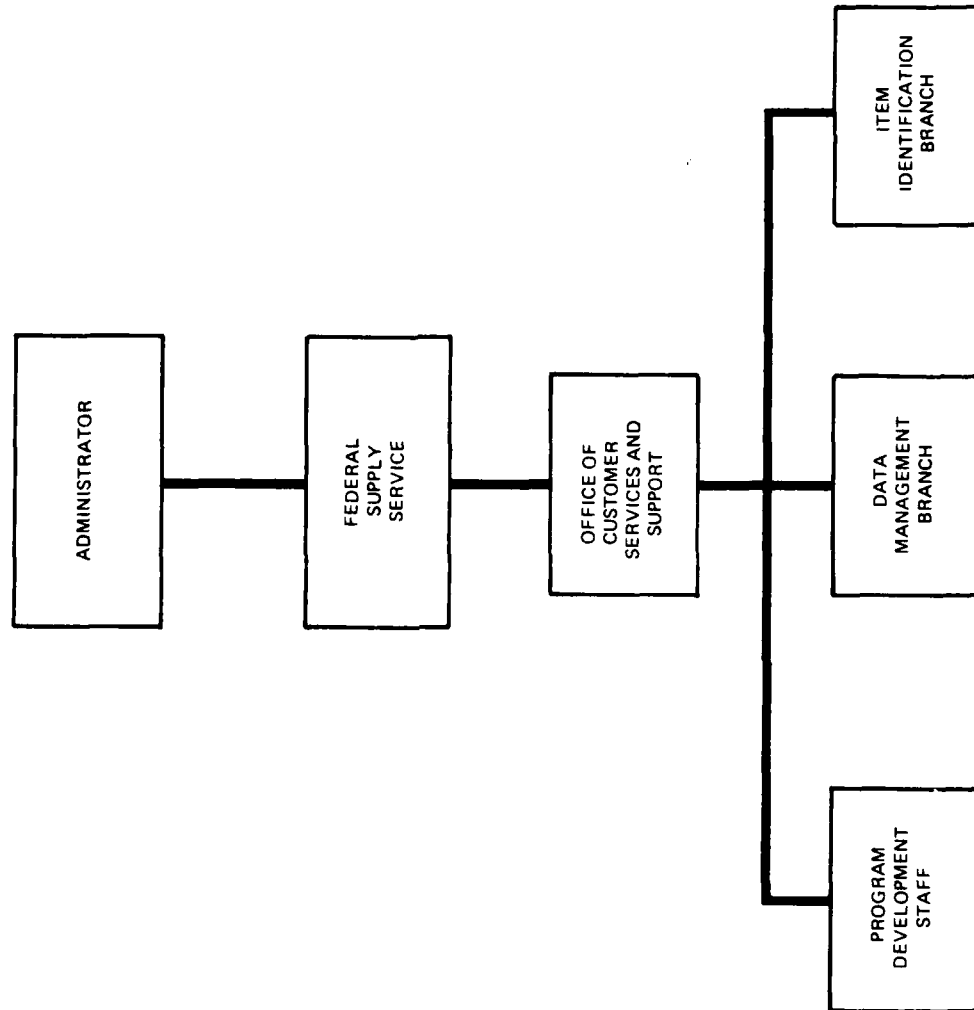 ADMINISTRATOR
FEDERAL
SUPPLY
SERVICE
OFFICE OF
CUSTOMER
SERVICES AND
SUPPORT
PROGRAM
DEVELOPMENT
STAFF
DATA
MANAGEMENT
BRANCH
ITEM
IDENTIFICATION
BRANCH